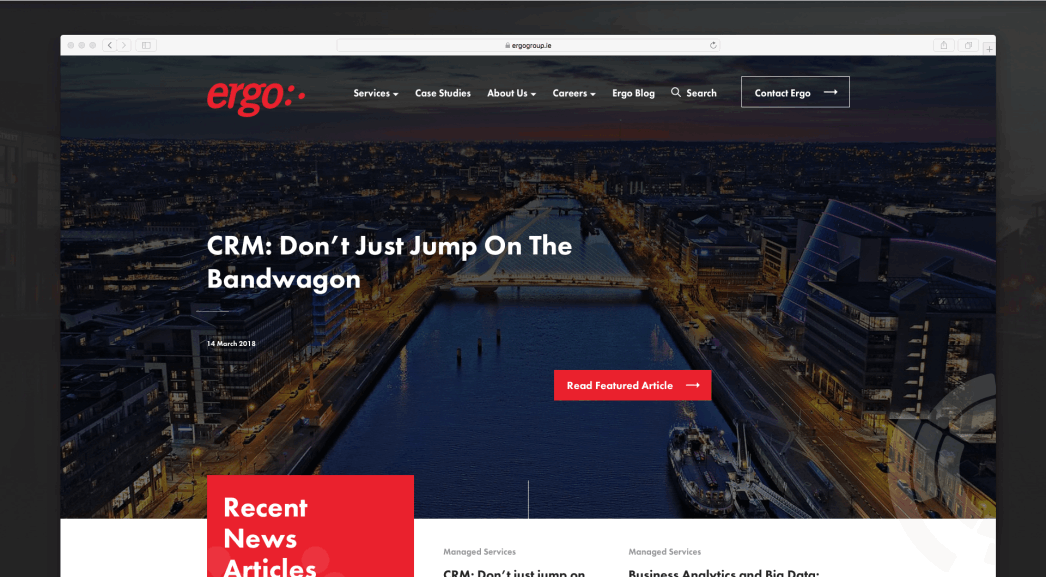 ergogroup.ie
ergo:.
Services
Case Studies
About Us
Careers
Ergo Blog
Search
Contact Ergo
CRM: Don't Just Jump On The
Bandwagon
14 March 2018
Read Featured Article
Recent
News
Articles
Managed Services
CRM: Don't just jump on
Managed Services
Business Analytics and Big Data: